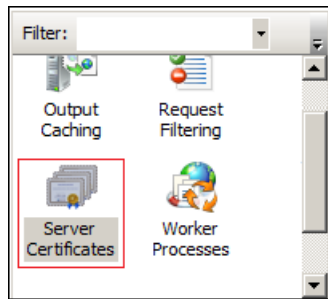 Filter:
Output
Caching
Request
Filtering
Server
Certificates
Worker
Processes